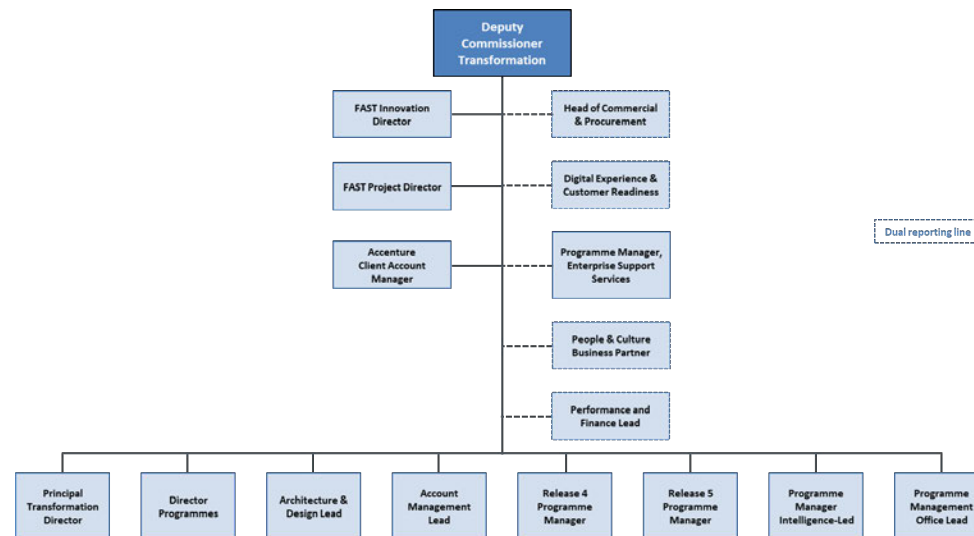 Deputy
Commissioner
Transformation
FAST Innovation
Director
Head of Commercial
& Procurement
FAST Project Director
Digital Experience &
Customer Readiness
Dual reporting line
Accenture
Client Account
Manager
Programme Manager,
Enterprise Support
Services
People & Culture
Business Partner
Performance and
Finance Lead
Principal
Transformation
Director
Director
Programmes
Architecture &
Design Lead
Account
Management
Lead
Release 4
Programme
Manager
Release 5
Programme
Manager
Programme
Manager
Intelligence-Led
Programme
Management
Office Lead